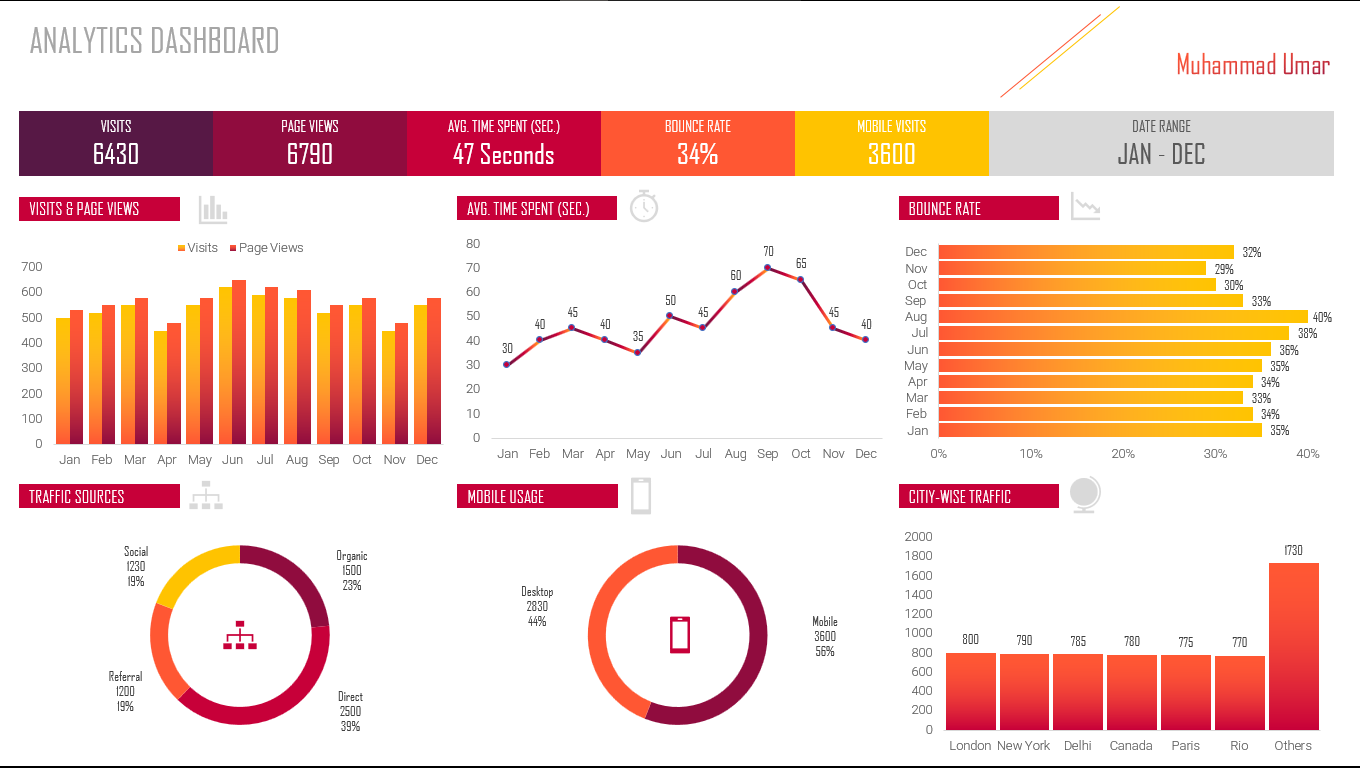 ANALYTICS DASHBOARD
Muhammad Umar
VISITS
6430
PAGE VIEWS
6790
AVG. TIME SPENT (SEC.)
47 Seconds
BOUNCE RATE
34%
MOBILE VISITS
3600
DATE RANGE
JAN - DEC
VISITS & PAGE VIEWS
Visits Page Views
700
600
500
400
300
200
100
0
Jan Feb Mar Apr May Jun Jul Aug Sep Oct Nov Dec
AVG. TIME SPENT (SEC.)
80
70
60
50
40
30
20
10
0
30 40 45 40 35 50 45 60 70 65 45 40
Jan Feb Mar Apr May Jun Jul Aug Sep Oct Nov Dec
BOUNCE RATE
Dec 32%
Nov 29%
Oct 30%
Sep 33%
Aug 40%
Jul 38%
Jun 36%
May 35%
Apr 34%
Mar 33%
Feb 34%
Jan 35%
0% 10% 20% 30% 40%
TRAFFIC SOURCES
Social
1230
19%
Organic
1500
23%
Referral
1200
19%
Direct
2500
39%
MOBILE USAGE
Desktop
2830
44%
Mobile
3600
56%
CITIY-WISE TRAFFIC
2000
1800
1600
1400
1200
1000
800
600
400
200
0
800 790 785 780 775 770 1730
London New York Delhi Canada Paris Rio Others